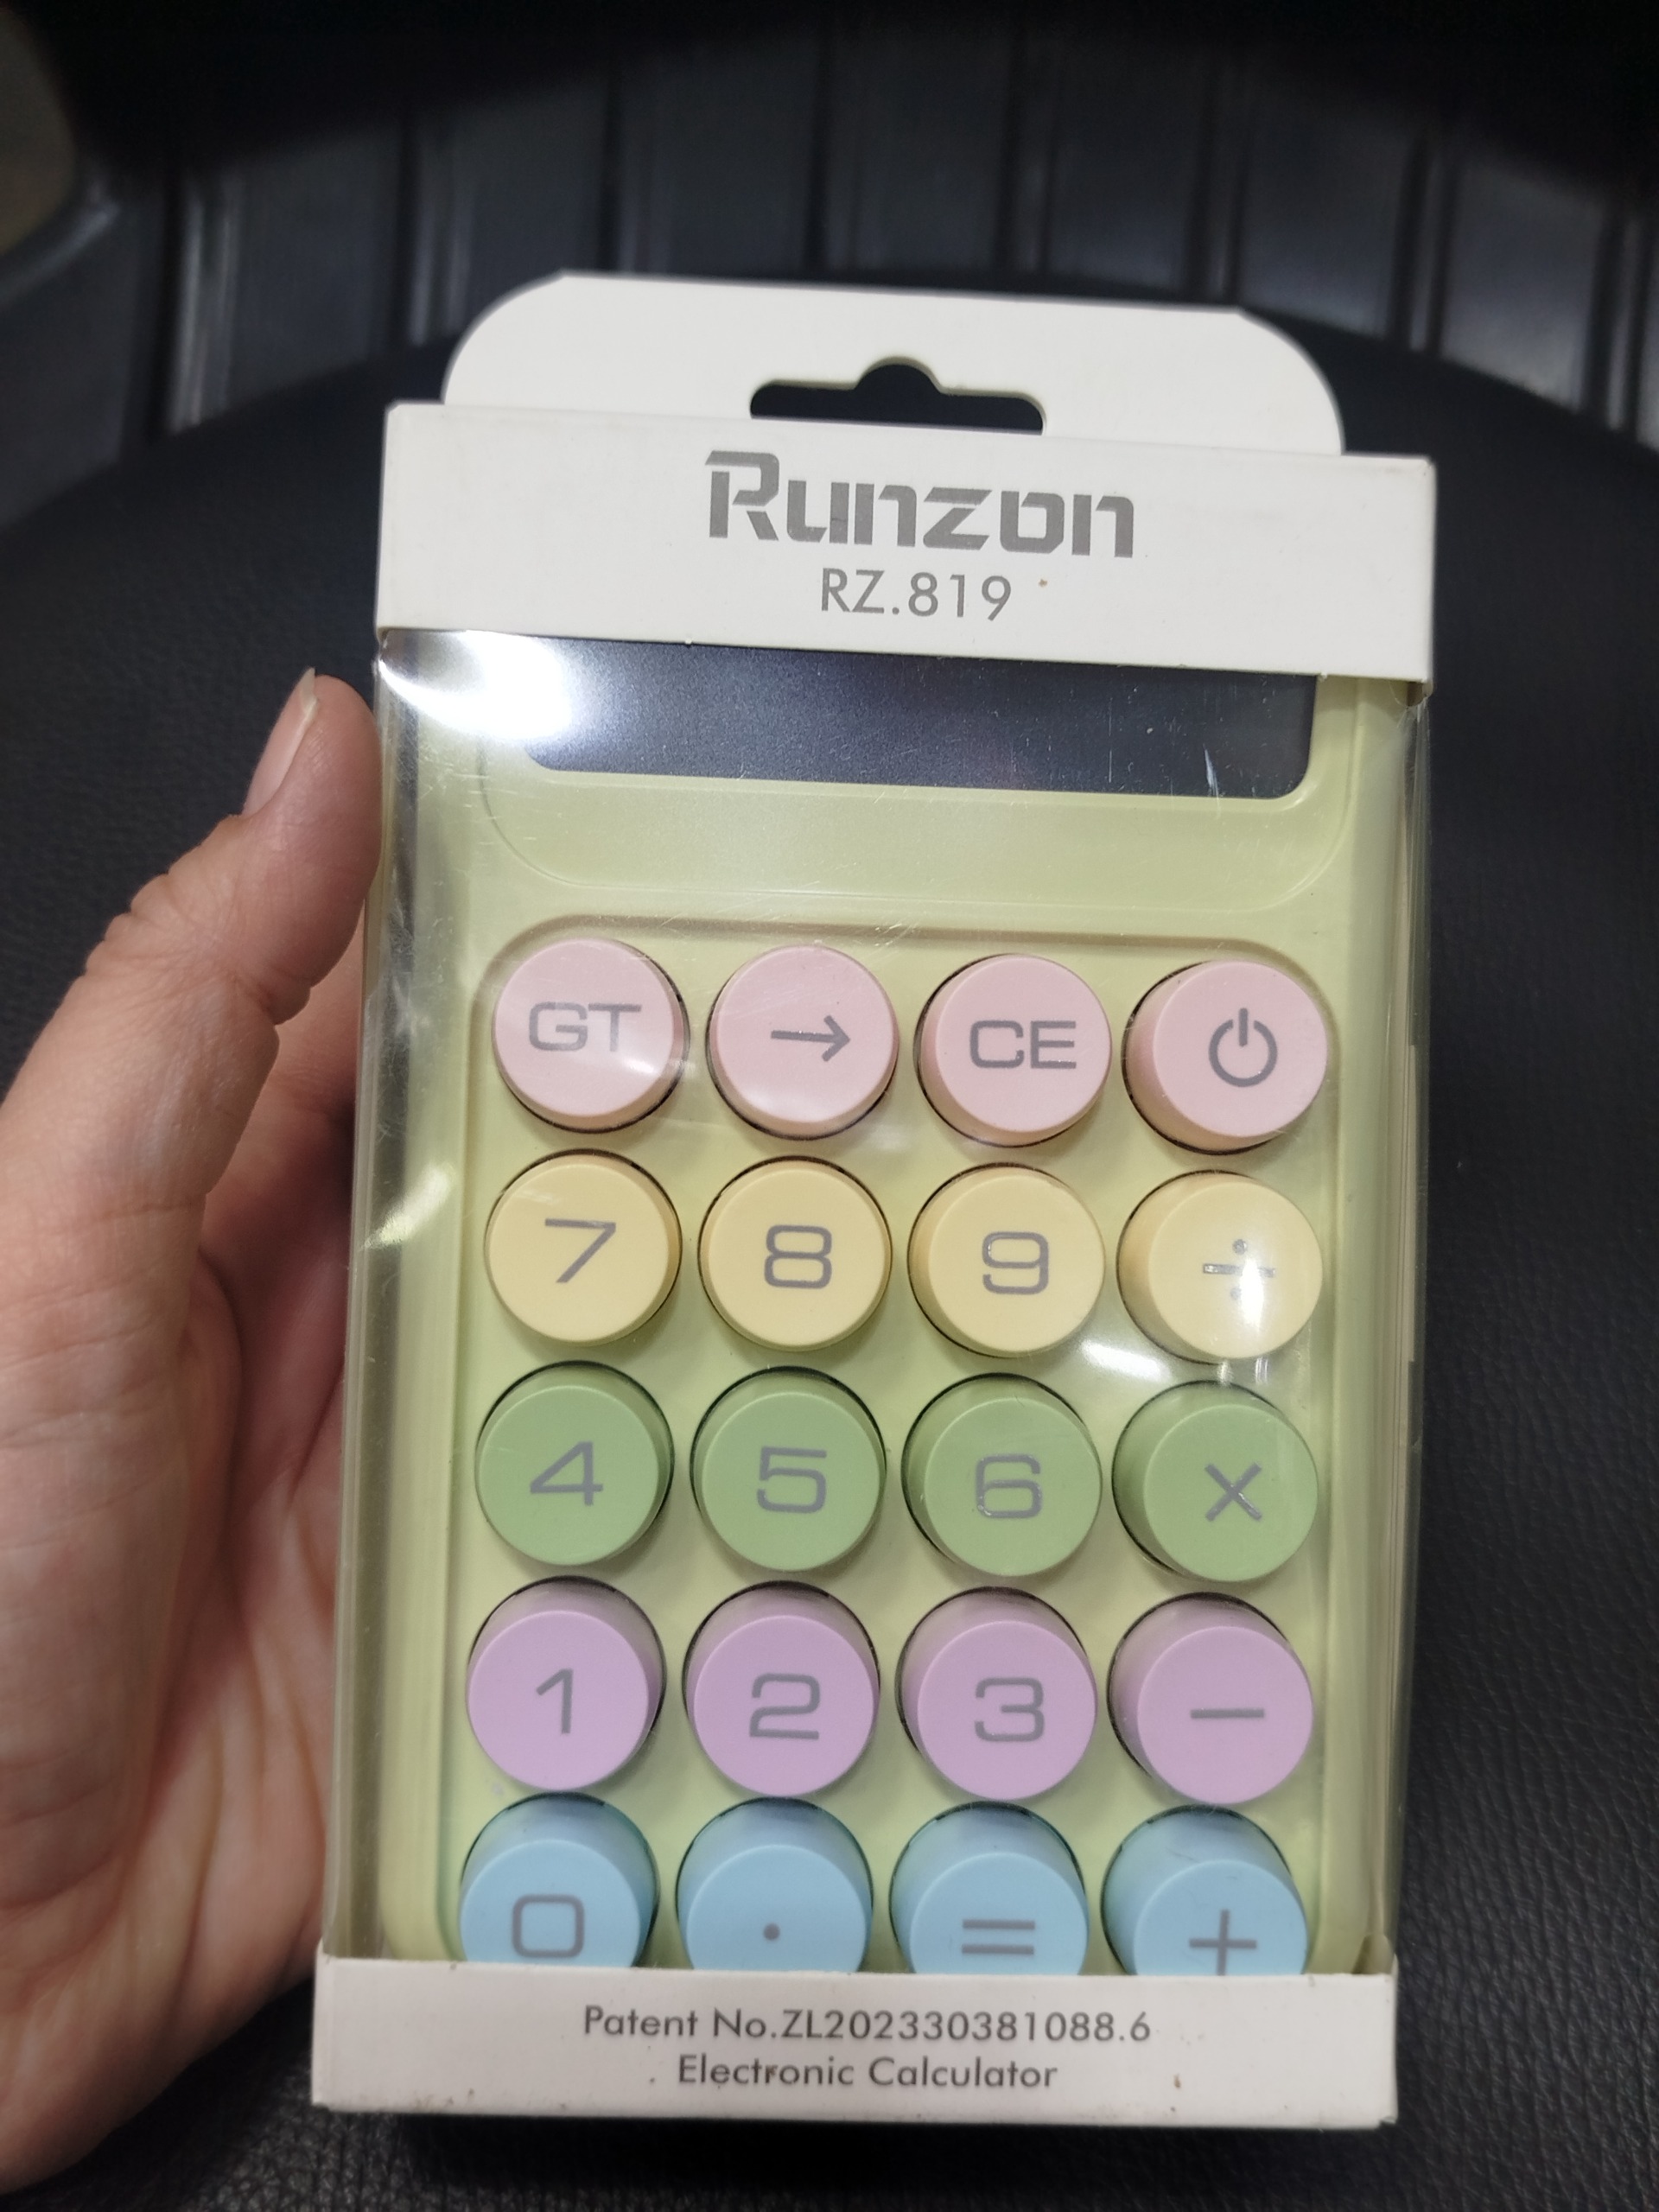 Runzon
RZ.819
GT → CE
7 8 9 ÷
4 5 6 ×
1 2 3 −
0 . = +
Patent No.ZL202330381088.6
Electronic Calculator